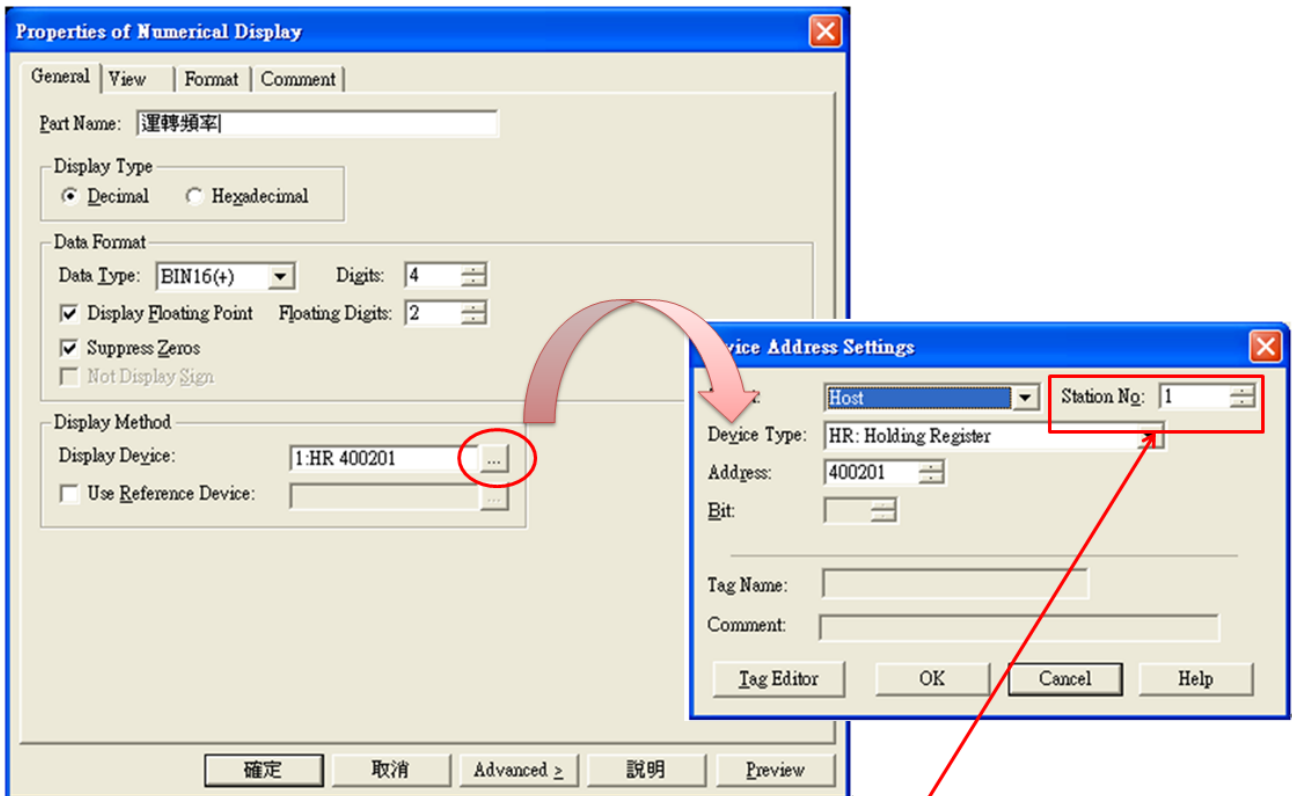 Properties of Numerical Display
General View Format Comment
Part Name: 運轉頻率
Display Type
Decimal Hexadecimal
Data Format
Data Type: BIN16(+) Digits: 4
Display Floating Point Floating Digits: 2
Suppress Zeros
Not Display Sign
Display Method
Display Device: 1:HR 400201 ...
Use Reference Device: ...
確定 取消 Advanced > 說明 Preview
Address Settings
Host Station No: 1
Device Type: HR: Holding Register
Address: 400201
Bit:
Tag Name:
Comment:
Tag Editor OK Cancel Help